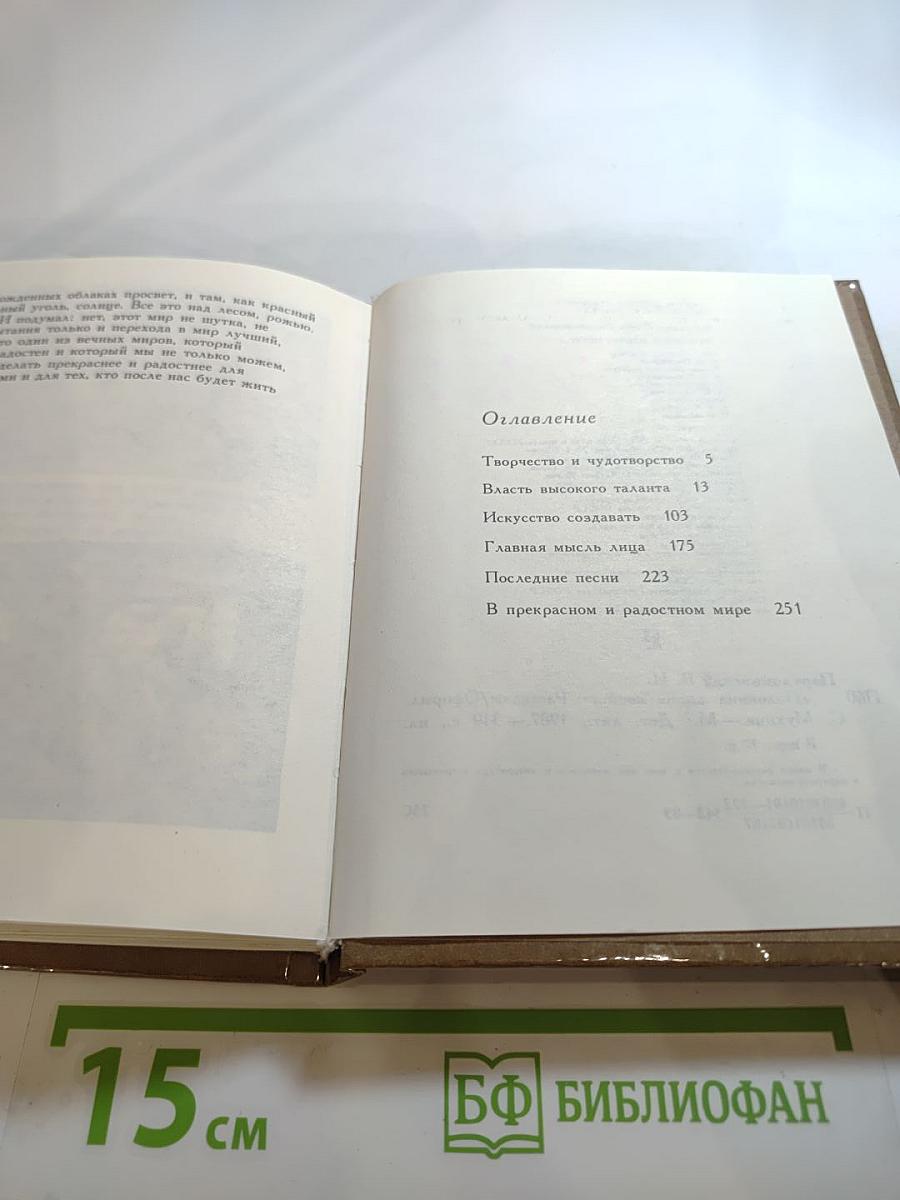 ожденных облаках просвет, и там, как красный
ный уголь, солнце. Все это над лесом, рожью.
И подумал: нет, этот мир не шутка, не
ытания только и перехода в мир лучший,
то один из вечных миров, который
адостен и который мы не только можем,
делать прекраснее и радостнее для
ми и для тех, кто после нас будет жить
Оглавление
Творчество и чудотворство 5
Власть высокого таланта 13
Искусство создавать 103
Главная мысль лица 175
Последние песни 223
В прекрасном и радостном мире 251
15 см
БФ БИБЛИОФАН